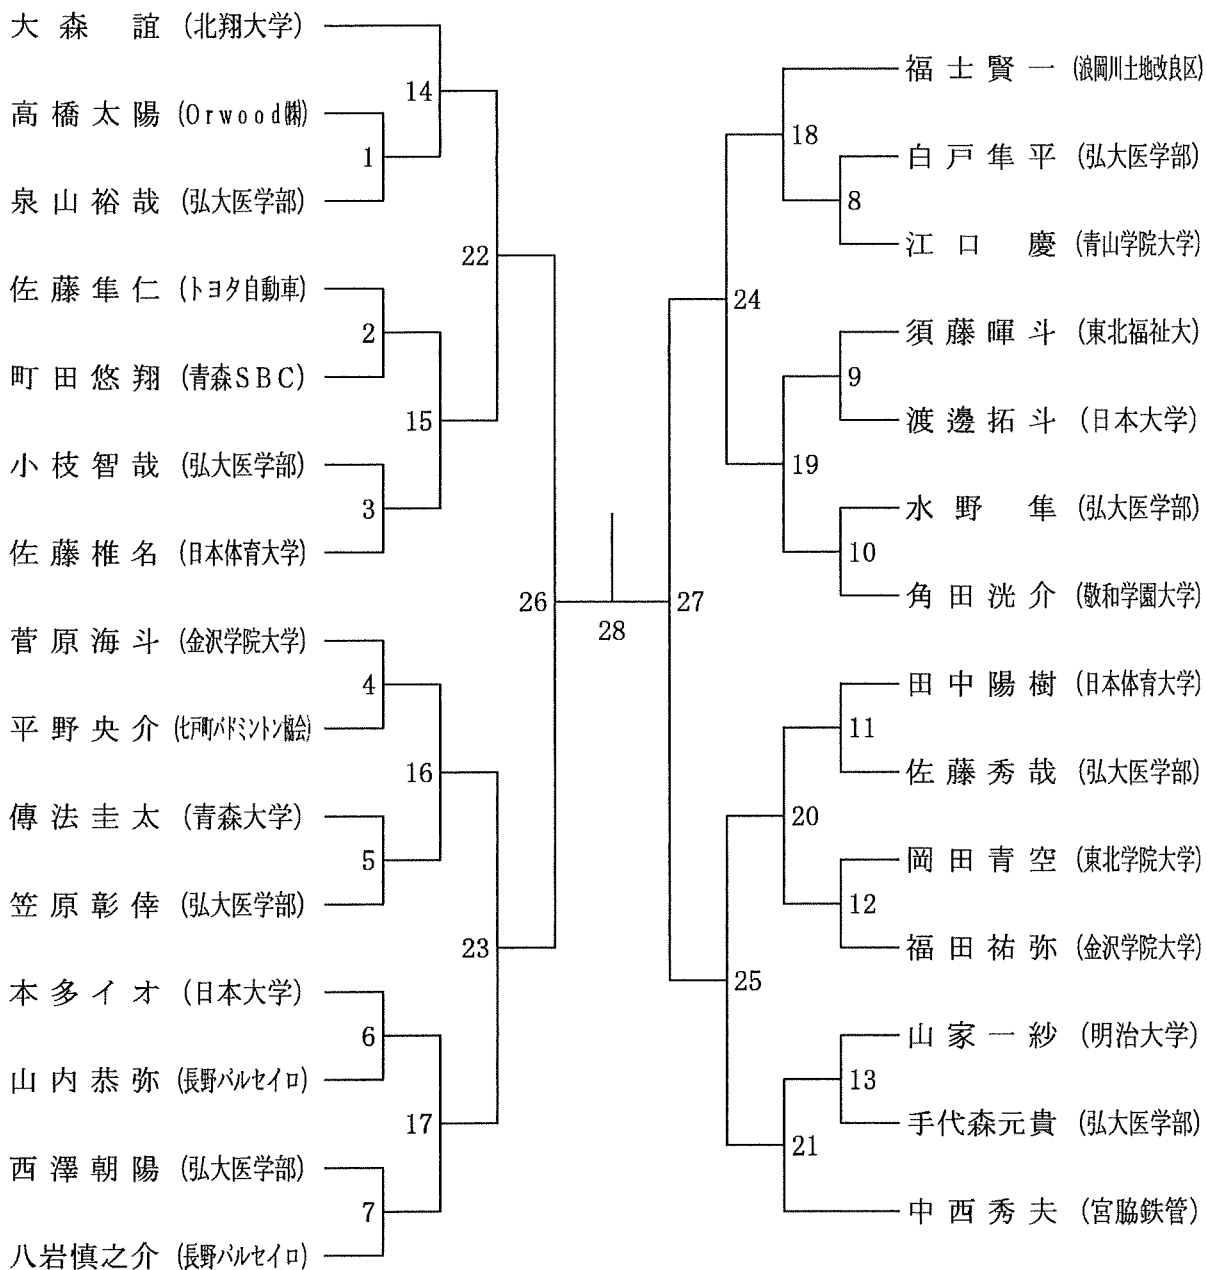 大森誼 (北翔大学)
高橋太陽 (Orwood㈱)
泉山裕哉 (弘大医学部)
佐藤隼仁 (トヨタ自動車)
町田悠翔 (青森SBC)
小枝智哉 (弘大医学部)
佐藤椎名 (日本体育大学)
菅原海斗 (金沢学院大学)
平野央介 (七戸町バドミントン協会)
傳法圭太 (青森大学)
笠原彰倖 (弘大医学部)
本多イオ (日本大学)
山内恭弥 (長野パルセイロ)
西澤朝陽 (弘大医学部)
八岩慎之介 (長野パルセイロ)
1
2
3
4
5
6
7
14
15
16
17
22
23
26
28
27
24
25
18
19
20
21
8
9
10
11
12
13
福士賢一 (浪岡川土地改良区)
白戸隼平 (弘大医学部)
江口慶 (青山学院大学)
須藤暉斗 (東北福祉大)
渡邊拓斗 (日本大学)
水野隼 (弘大医学部)
角田洸介 (敬和学園大学)
田中陽樹 (日本体育大学)
佐藤秀哉 (弘大医学部)
岡田青空 (東北学院大学)
福田祐弥 (金沢学院大学)
山家一紗 (明治大学)
手代森元貴 (弘大医学部)
中西秀夫 (宮脇鉄管)